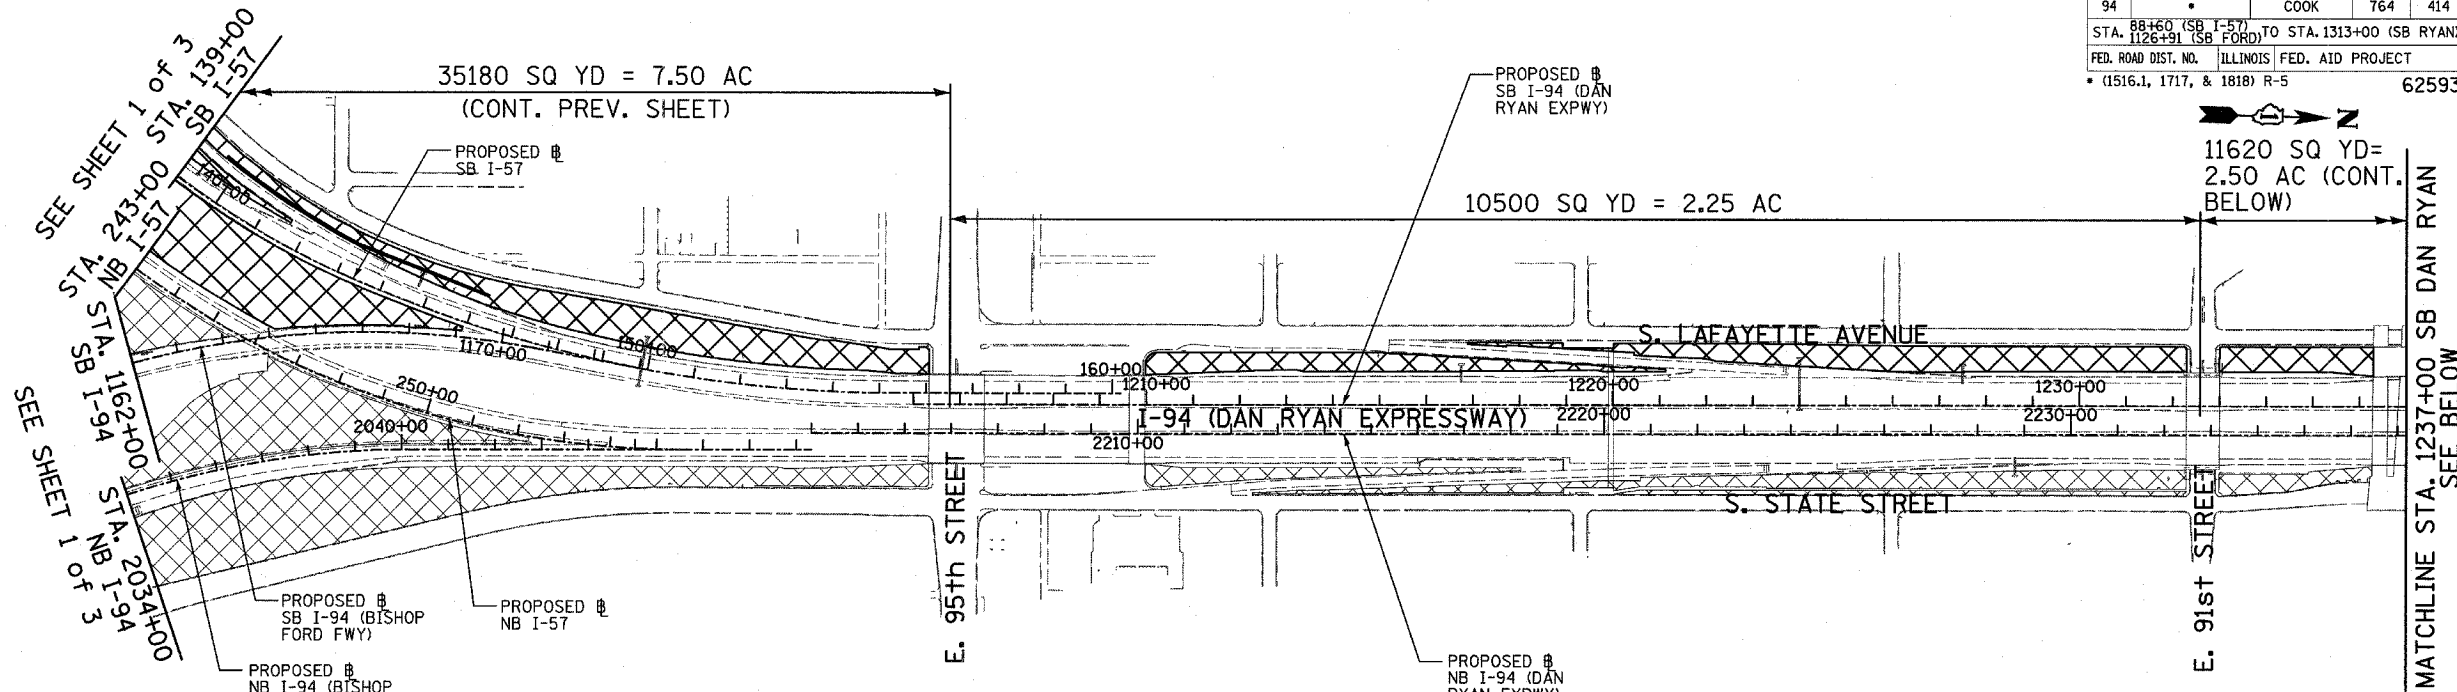 94 * COOK 764 414
STA. 88+60 (SB I-57) TO STA. 1313+00 (SB RYAN)
1126+91 (SB FORD)
FED. ROAD DIST. NO. ILLINOIS FED. AID PROJECT
* (1516.1, 1717, & 1818) R-5 62593
N
SEE SHEET 1 of 3
STA. 139+00
SB I-57
35180 SQ YD = 7.50 AC
(CONT. PREV. SHEET)
PROPOSED ⅊
SB I-94 (DAN
RYAN EXPWY)
11620 SQ YD=
2.50 AC (CONT.
BELOW)
10500 SQ YD = 2.25 AC
PROPOSED ⅊
SB I-57
140+00
STA. 243+00
NB I-57
STA. 1162+00
SB I-94
S. LAFAYETTE AVENUE
1170+00
150+00
160+00
1210+00
1220+00
1230+00
250+00
2040+00
I-94 (DAN RYAN EXPRESSWAY)
2210+00
2220+00
2230+00
SEE SHEET
1 of 3
STA. 2034+00
NB I-94
S. STATE STREET
E. 95th STREET
E. 91st STREET
MATCHLINE STA. 1237+00 SB DAN RYAN
SEE BELOW
PROPOSED ⅊
SB I-94 (BISHOP
FORD FWY)
PROPOSED ⅊
NB I-57
PROPOSED ⅊
NB I-94 (BISHOP
PROPOSED ⅊
NB I-94 (DAN
RYAN EXPWY)